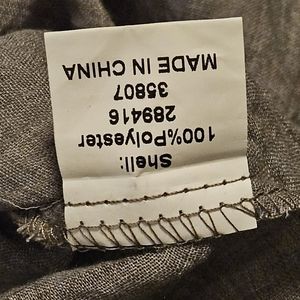 Shell:
100%Polyester
289416
35807
MADE IN CHINA